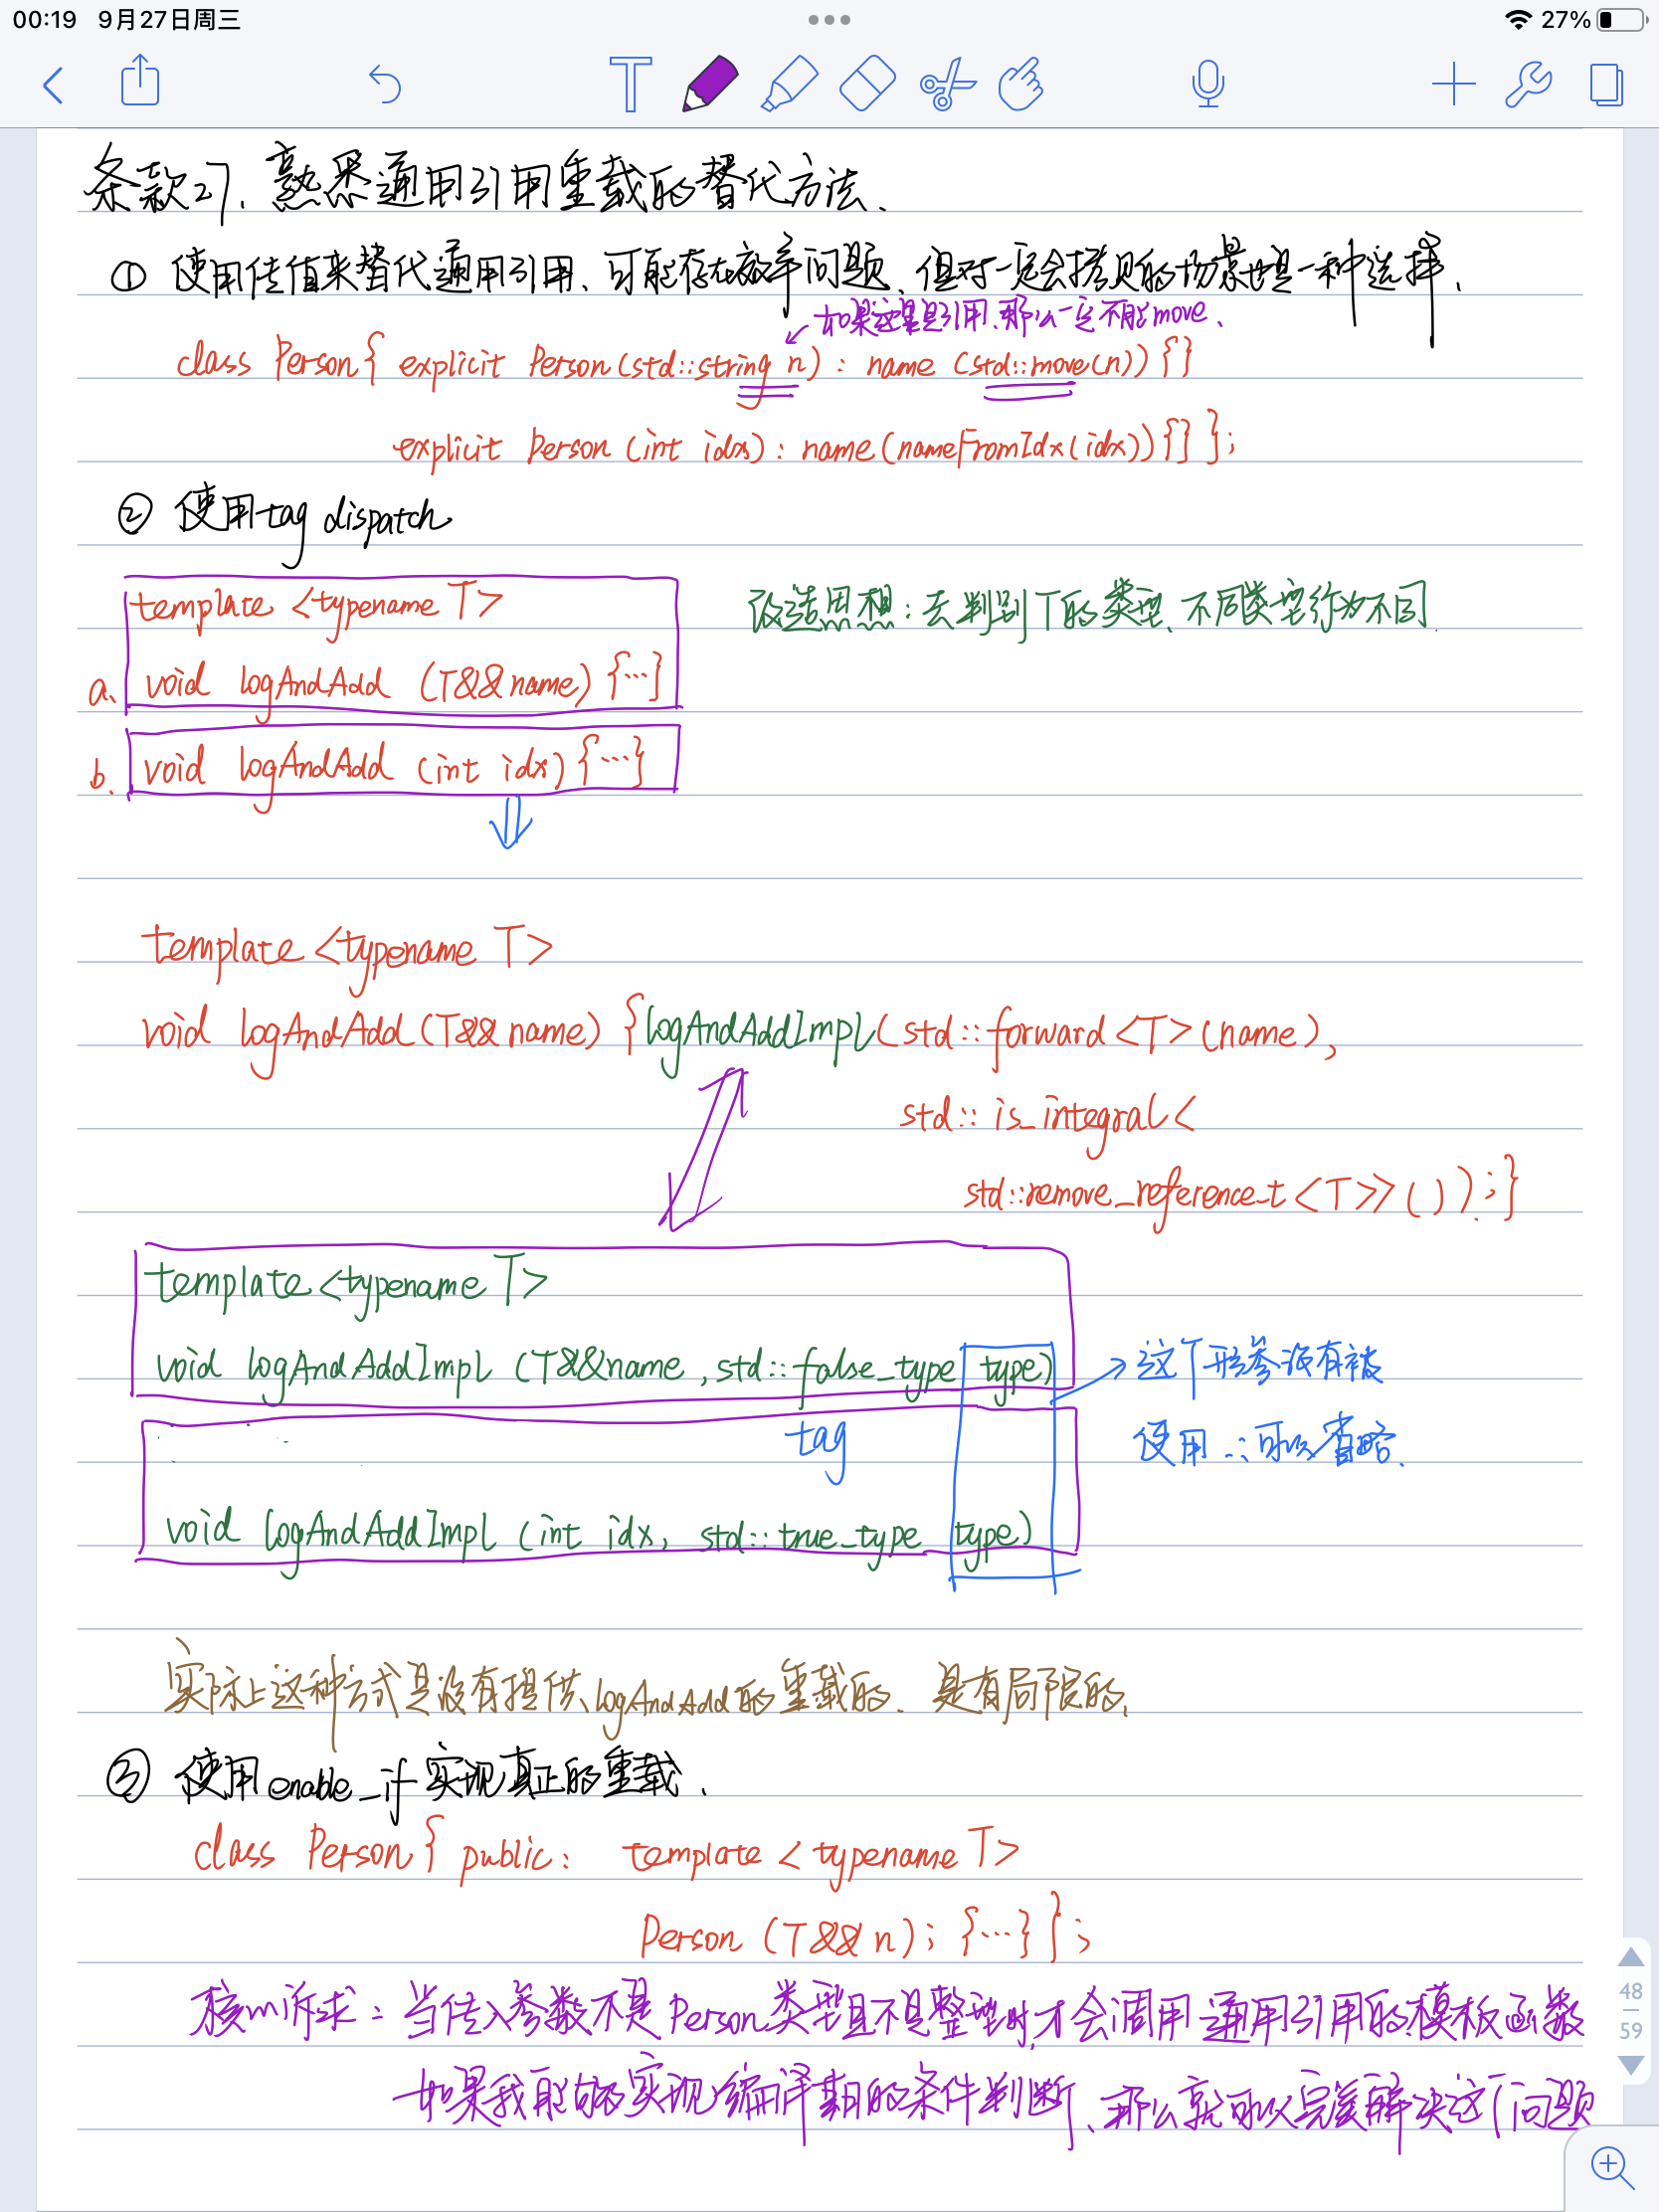 00:19 9月27日周三
27%
条款27、熟悉通用引用重载的替代方法、
① 使用传值来替代通用引用、可能存在效率问题、但对一定会拷贝的场景也是一种选择、
如果这里是引用、那么一定不能move、
class Person{ explicit Person(std::string n) : name (std::move(n)) {}
explicit Person (int idx) : name(nameFromIdx(idx)) {} };
② 使用tag dispatch
template <typename T>
改造思想:去判别T的类型、不同类型行为不同.
a. void logAndAdd (T&&name) {…}
b. void logAndAdd (int idx) {…}
template <typename T>
void logAndAdd(T&&name) {logAndAddImpl(std::forward<T>(name),
std::is_integral<
std::remove_reference_t<T>>());}
template <typename T>
void logAndAddImpl (T&&name, std::false_type type)
这个形参没有被
tag
使用 ∴可以省略.
void logAndAddImpl (int idx, std::true_type type)
实际上这种方式是没有提供logAndAdd的重载的、是有局限的,
③ 使用enable_if实现真正的重载.
class Person{ public: template <typename T>
Person (T&& n); {…} };
核心诉求:当传入参数不是Person类型且不是整型时,才会调用通用引用的模板函数
如果我能够实现编译期的条件判断、那么就可以完美解决这个问题
48
59